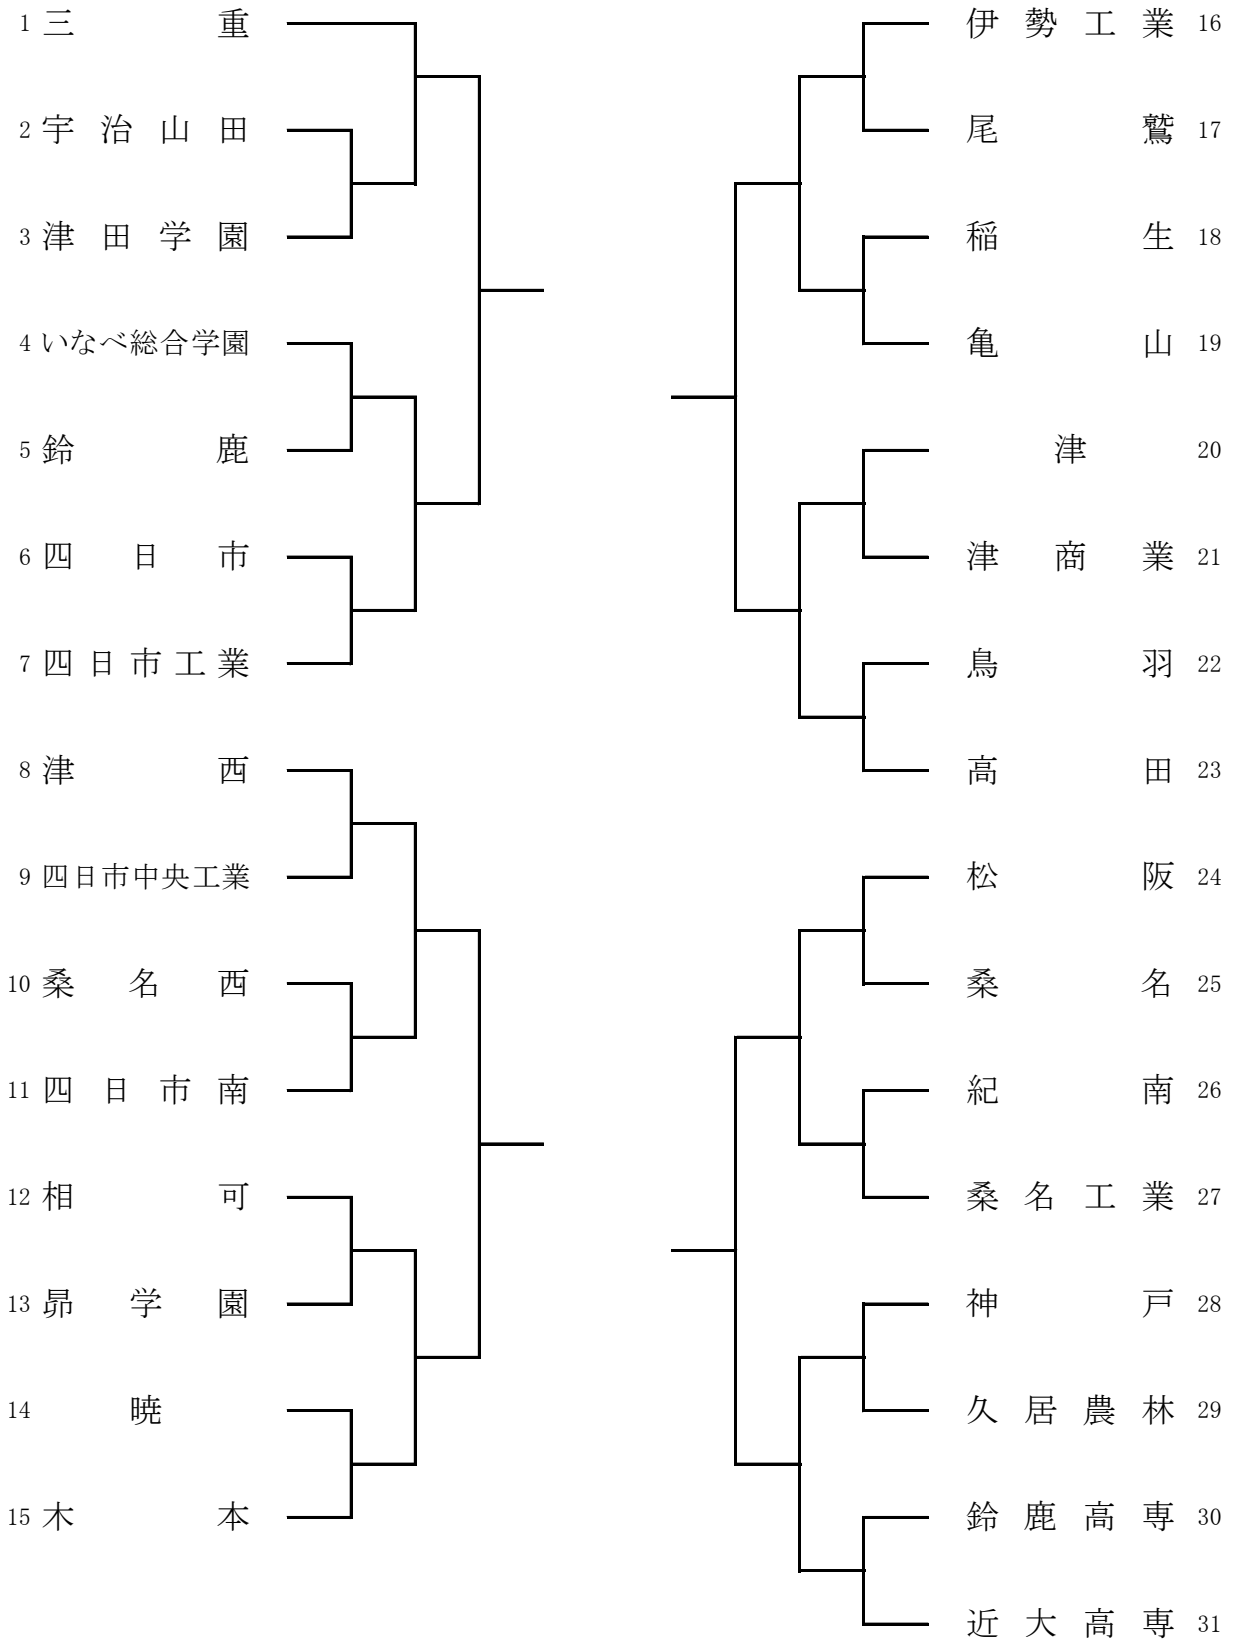 1 三重
2 宇治山田
3 津田学園
4 いなべ総合学園
5 鈴鹿
6 四日市
7 四日市工業
8 津西
9 四日市中央工業
10 桑名西
11 四日市南
12 相可
13 昴学園
14 暁
15 木本
伊勢工業 16
尾鷲 17
稲生 18
亀山 19
津 20
津商業 21
鳥羽 22
高田 23
松阪 24
桑名 25
紀南 26
桑名工業 27
神戸 28
久居農林 29
鈴鹿高専 30
近大高専 31